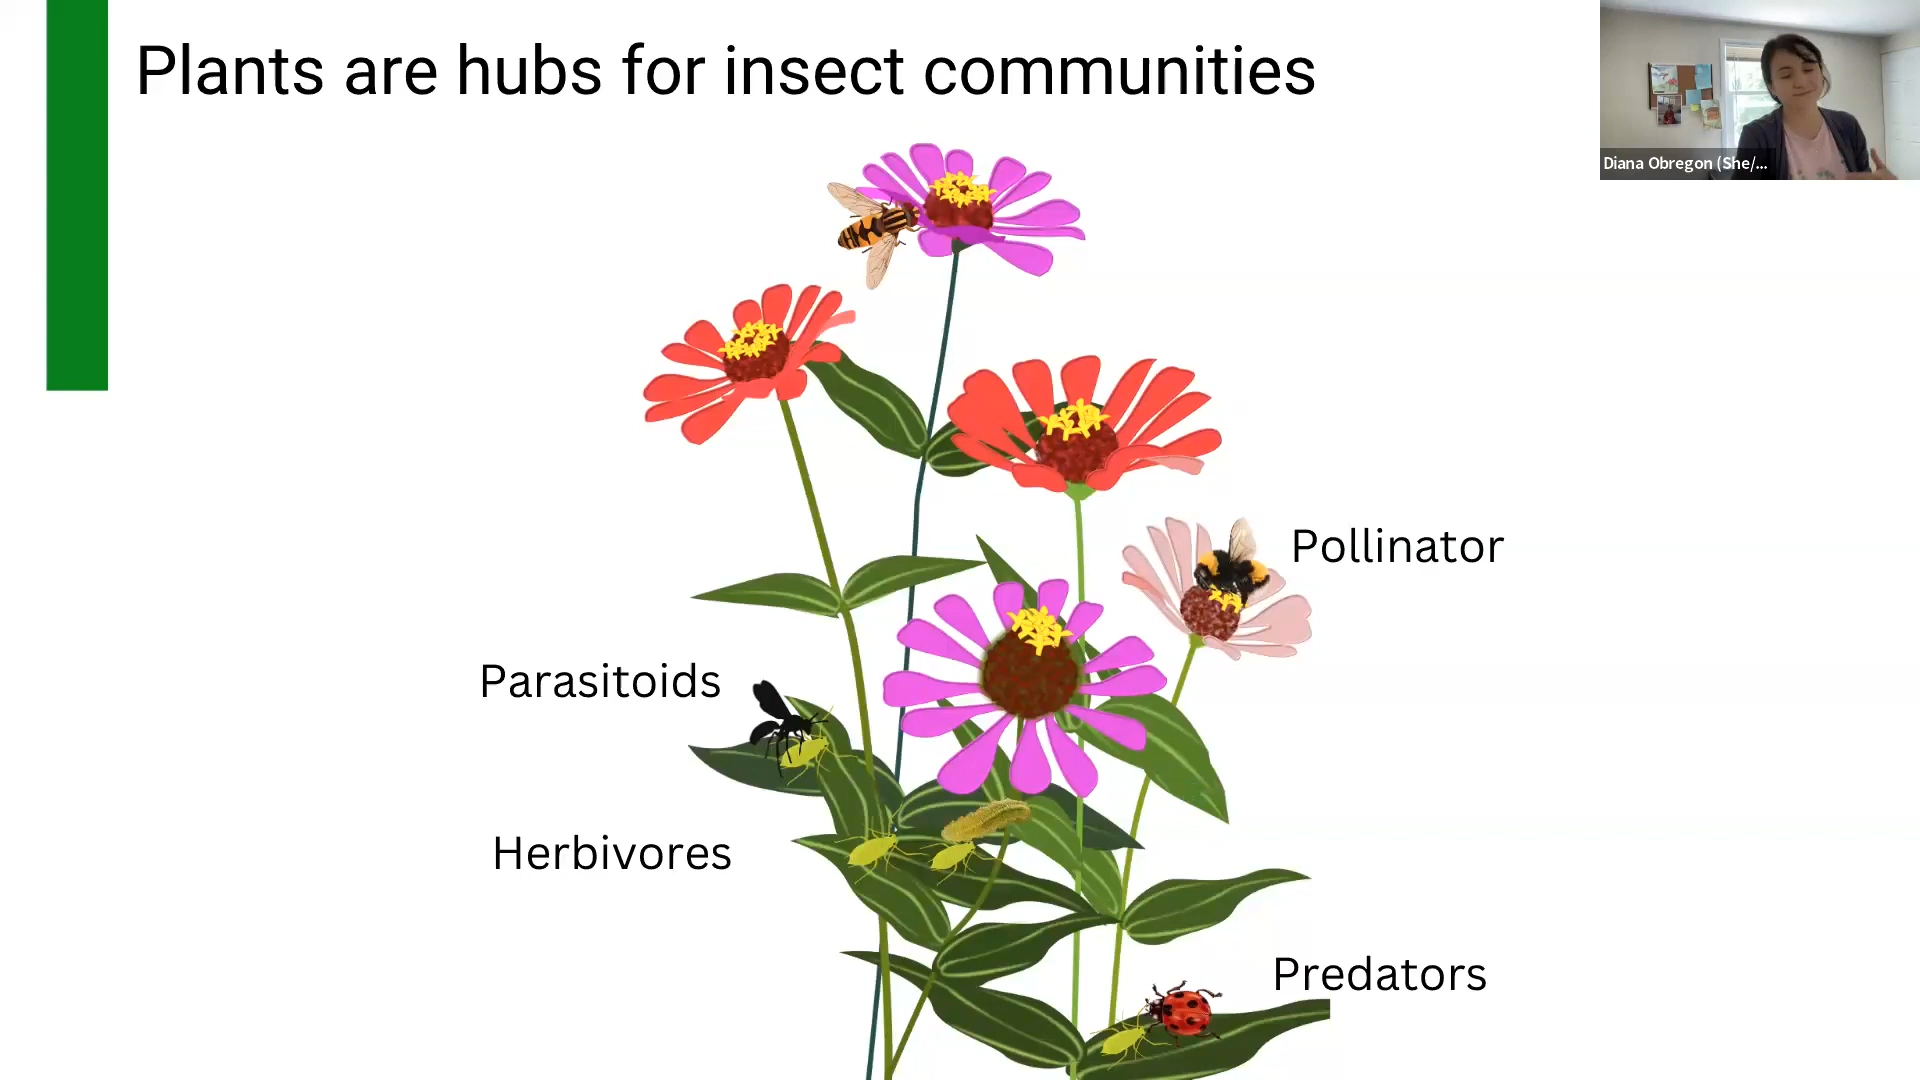 Plants are hubs for insect communities
Diana Obregon (She/...
Pollinator
Parasitoids
Herbivores
Predators